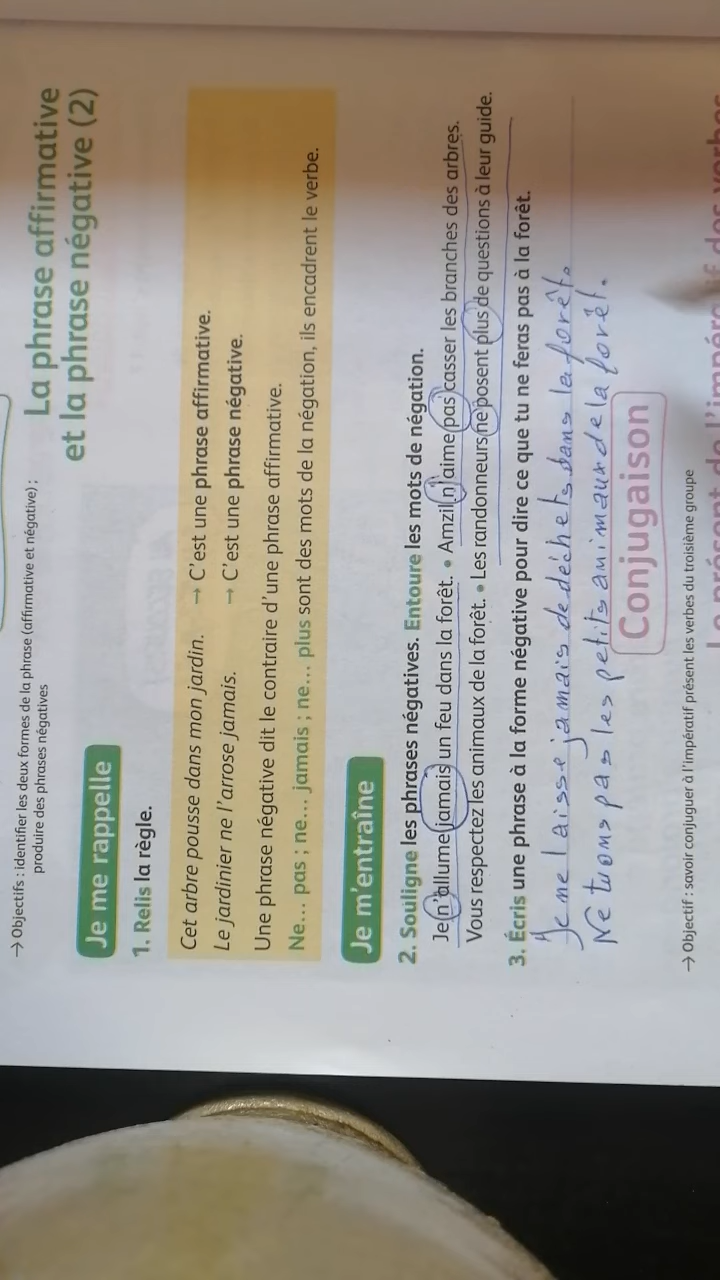 → Objectifs : identifier les deux formes de la phrase (affirmative et négative) ;
produire des phrases négatives
La phrase affirmative
et la phrase négative (2)
Je me rappelle
1. Relis la règle.
Cet arbre pousse dans mon jardin. → C'est une phrase affirmative.
Le jardinier ne l'arrose jamais. → C'est une phrase négative.
Une phrase négative dit le contraire d'une phrase affirmative.
Ne... pas ; ne... jamais ; ne... plus sont des mots de la négation, ils encadrent le verbe.
Je m'entraîne
2. Souligne les phrases négatives. Entoure les mots de négation.
Je n'allume jamais un feu dans la forêt. • Amzil n'aime pas casser les branches des arbres.
Vous respectez les animaux de la forêt. • Les randonneurs ne posent plus de questions à leur guide.
3. Écris une phrase à la forme négative pour dire ce que tu ne feras pas à la forêt.
Je ne laisse jamais de déchets dans la forêt.
Ne tuons pas les petits animaux de la forêt.
Conjugaison
→ Objectif : savoir conjuguer à l'impératif présent les verbes du troisième groupe